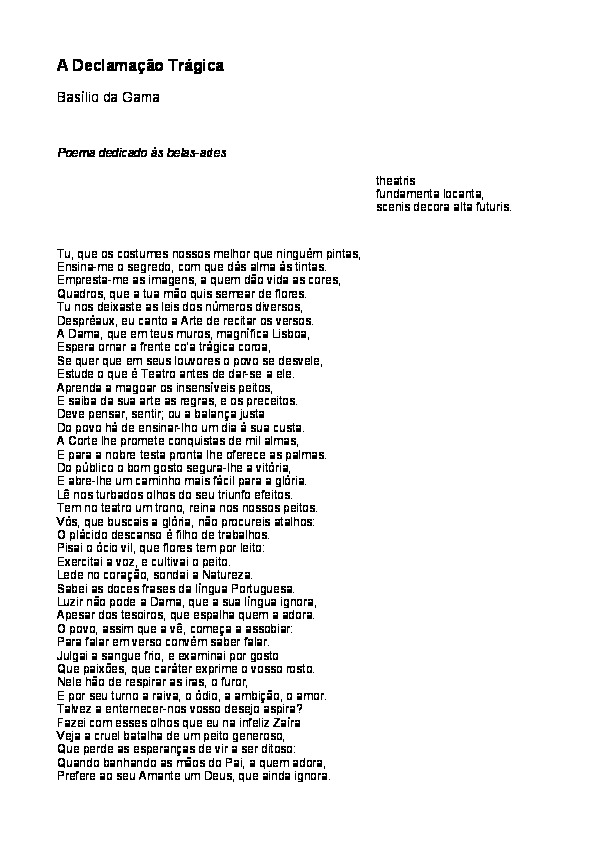 A Declamação Trágica
Basílio da Gama
Poema dedicado às belas-artes
theatris
fundamenta locanta,
scenis decora alta futuris.
Tu, que os costumes nossos melhor que ninguém pintas,
Ensina-me o segredo, com que dás alma às tintas.
Empresta-me as imagens, a quem dão vida as cores,
Quadros, que a tua mão quis semear de flores.
Tu nos deixaste as leis dos números diversos,
Despréaux, eu canto a Arte de recitar os versos.
A Dama, que em teus muros, magnífica Lisboa,
Espera ornar a frente co'a trágica coroa,
Se quer que em seus louvores o povo se desvele,
Estude o que é Teatro antes de dar-se a ele.
Aprenda a magoar os insensíveis peitos,
E saiba da sua arte as regras, e os preceitos.
Deve pensar, sentir; ou a balança justa
Do povo há de ensinar-lho um dia à sua custa.
A Corte lhe promete conquistas de mil almas,
E para a nobre testa pronta lhe oferece as palmas.
Do público o bom gosto segura-lhe a vitória,
E abre-lhe um caminho mais fácil para a glória.
Lê nos turbados olhos do seu triunfo efeitos.
Tem no teatro um trono, reina nos nossos peitos.
Vós, que buscais a glória, não procureis atalhos:
O plácido descanso é filho de trabalhos.
Pisai o ócio vil, que flores tem por leito:
Exercitai a voz, e cultivai o peito.
Lede no coração, sondai a Natureza.
Sabei as doces frases da língua Portuguesa.
Luzir não pode a Dama, que a sua língua ignora,
Apesar dos tesoiros, que espalha quem a adora.
O povo, assim que a vê, começa a assobiar:
Para falar em verso convém saber falar.
Julgai a sangue frio, e examinai por gosto
Que paixões, que caráter exprime o vosso rosto.
Nele hão de respirar as iras, o furor,
E por seu turno a raiva, o ódio, a ambição, o amor.
Talvez a enternecer-nos vosso desejo aspira?
Fazei com esses olhos que eu na infeliz Zaíra
Veja a cruel batalha de um peito generoso,
Que perde as esperanças de vir a ser ditoso:
Quando banhando as mãos do Pai, a quem adora,
Prefere ao seu Amante um Deus, que ainda ignora.